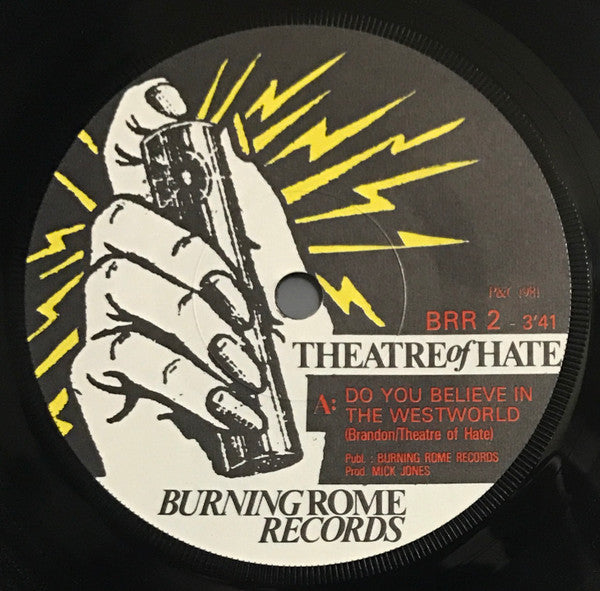 P&C 1981
BRR 2 - 3'41
THEATRE of HATE
A: DO YOU BELIEVE IN
THE WESTWORLD
(Brandon/Theatre of Hate)
Publ. : BURNING ROME RECORDS
Prod. MICK JONES
BURNING ROME
RECORDS